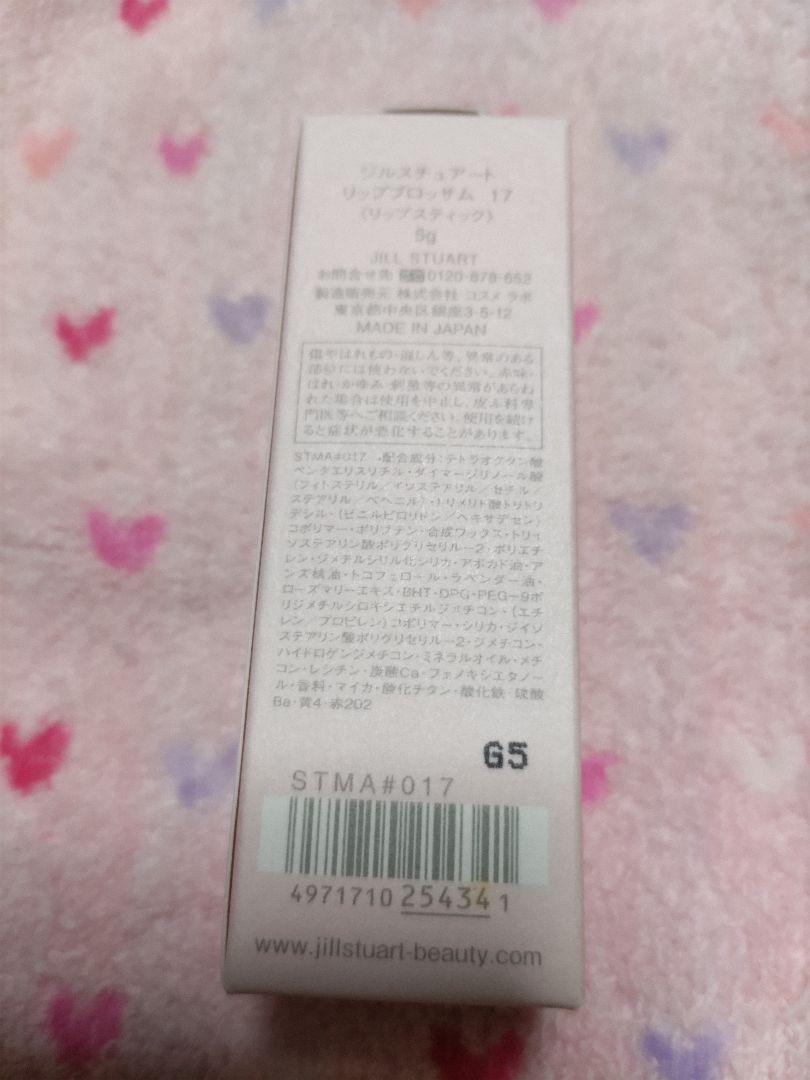 ジルスチュアート
リップブロッサム 17
(リップスティック)
5g
JILL STUART
お問合せ先 0120-878-652
製造販売元 株式会社 コスメ ラボ
東京都中央区銀座3-5-12
MADE IN JAPAN
傷やはれもの・湿しん等、異常のある
部位には使わないでください。赤味・
はれ・かゆみ・刺激等の異常があらわ
れた場合は使用を中止し、皮ふ科専
門医等へご相談ください。使用を続け
ると症状が悪化することがあります。
STMA#017 配合成分:テトラオクタン酸
ペンタエリスリチル・ダイマージリノール酸
(フィトステリル/イソステアリル/セチル/
ステアリル/ベヘニル)・トリメリト酸トリトリ
デシル・(ビニルピロリドン/ヘキサデセン)
コポリマー・ポリブテン・合成ワックス・トリイ
ソステアリン酸ポリグリセリル-2・ポリエチ
レン・ジメチルシリル化シリカ・アボカド油・ア
ンズ核油・トコフェロール・ラベンダー油・
ローズマリーエキス・BHT・DPG・PEG-9ポ
リジメチルシロキシエチルジメチコン・(エチ
レン/プロピレン)コポリマー・シリカ・ジイソ
ステアリン酸ポリグリセリル-2・ジメチコン・
ハイドロゲンジメチコン・ミネラルオイル・メチ
コン・レシチン・炭酸Ca・フェノキシエタノー
ル・香料・マイカ・酸化チタン・酸化鉄・硫酸
Ba・黄4・赤202
G5
STMA#017
4971710 25434 1
www.jillstuart-beauty.com